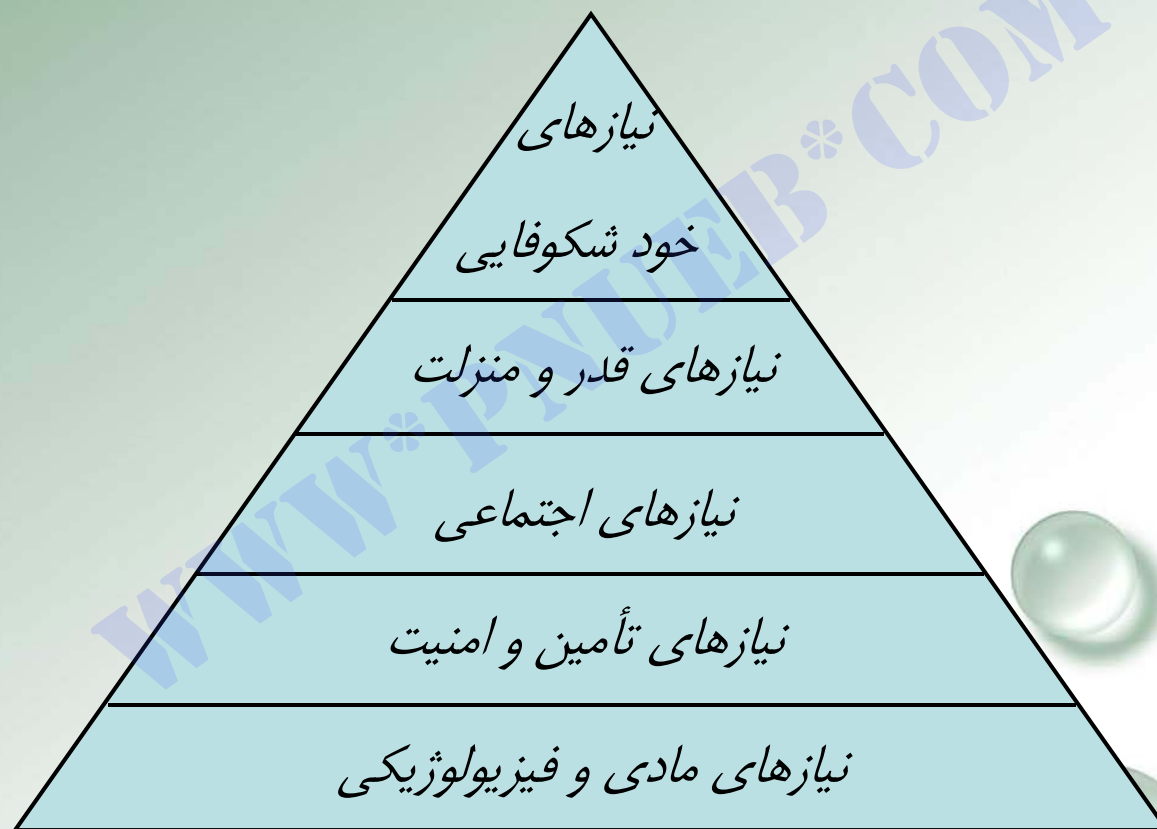 نیازهای
خود شکوفایی
نیازهای قدر و منزلت
نیازهای اجتماعی
نیازهای تأمین و امنیت
نیازهای مادی و فیزیولوژیکی
WWW*PNUEB*COM